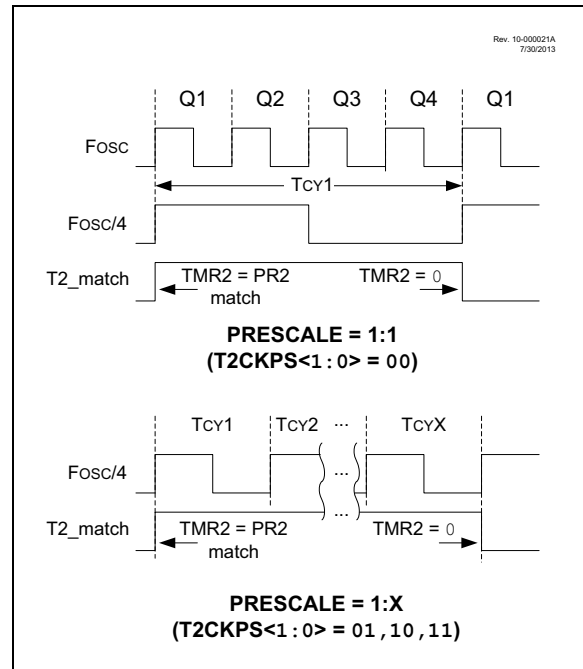 Rev. 10-000021A
7/30/2013
Q1 Q2 Q3 Q4 Q1
FOSC
TCY1
FOSC/4
T2_match
TMR2 = PR2
match
TMR2 = 0
PRESCALE = 1:1
(T2CKPS<1:0> = 00)
TCY1 TCY2 ... TCYX
FOSC/4
...
T2_match
...
TMR2 = PR2
match
TMR2 = 0
PRESCALE = 1:X
(T2CKPS<1:0> = 01,10,11)